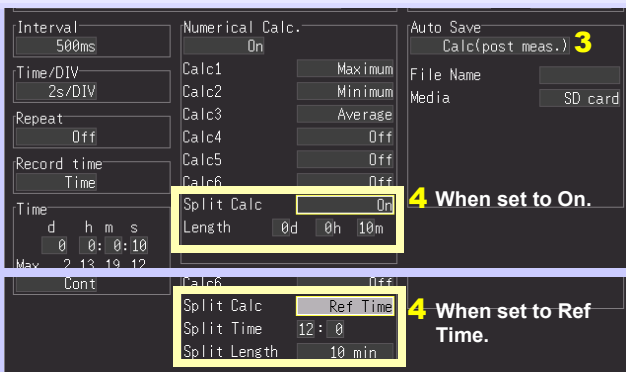 Interval
500ms
Time/DIV
2s/DIV
Repeat
Off
Record time
Time
Time
d h m s
0 0: 0:10
Max 2 13 19 12
Cont
Numerical Calc.
On
Calc1 Maximum
Calc2 Minimum
Calc3 Average
Calc4 Off
Calc5 Off
Calc6 Off
Split Calc On
Length 0d 0h 10m
Auto Save
Calc(post meas.) 3
File Name
Media SD card
4 When set to On.
Calc6 Off
Split Calc Ref Time
Split Time 12: 0
Split Length 10 min
4 When set to Ref
Time.